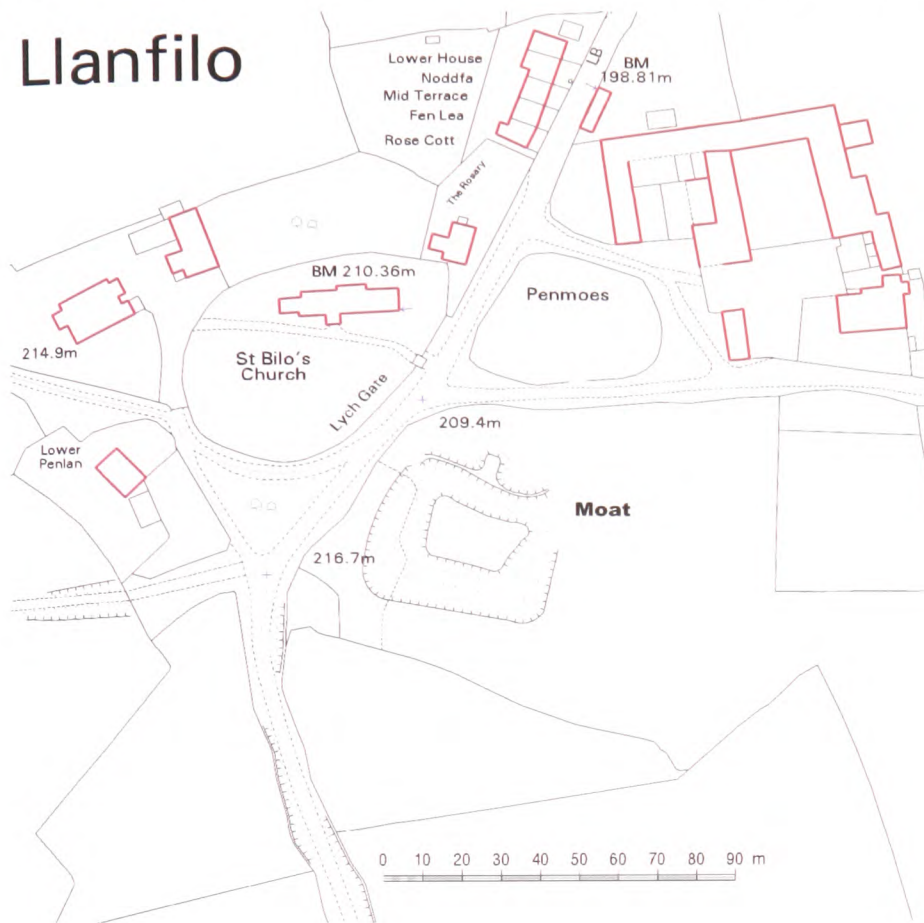 Llanfilo
LB
BM
198.81m
Lower House
Noddfa
Mid Terrace
Fen Lea
Rose Cott
The Rosary
BM 210.36m
Penmoes
214.9m
St Bilo's
Church
Lych Gate
209.4m
Lower
Penlan
Moat
216.7m
0 10 20 30 40 50 60 70 80 90 m